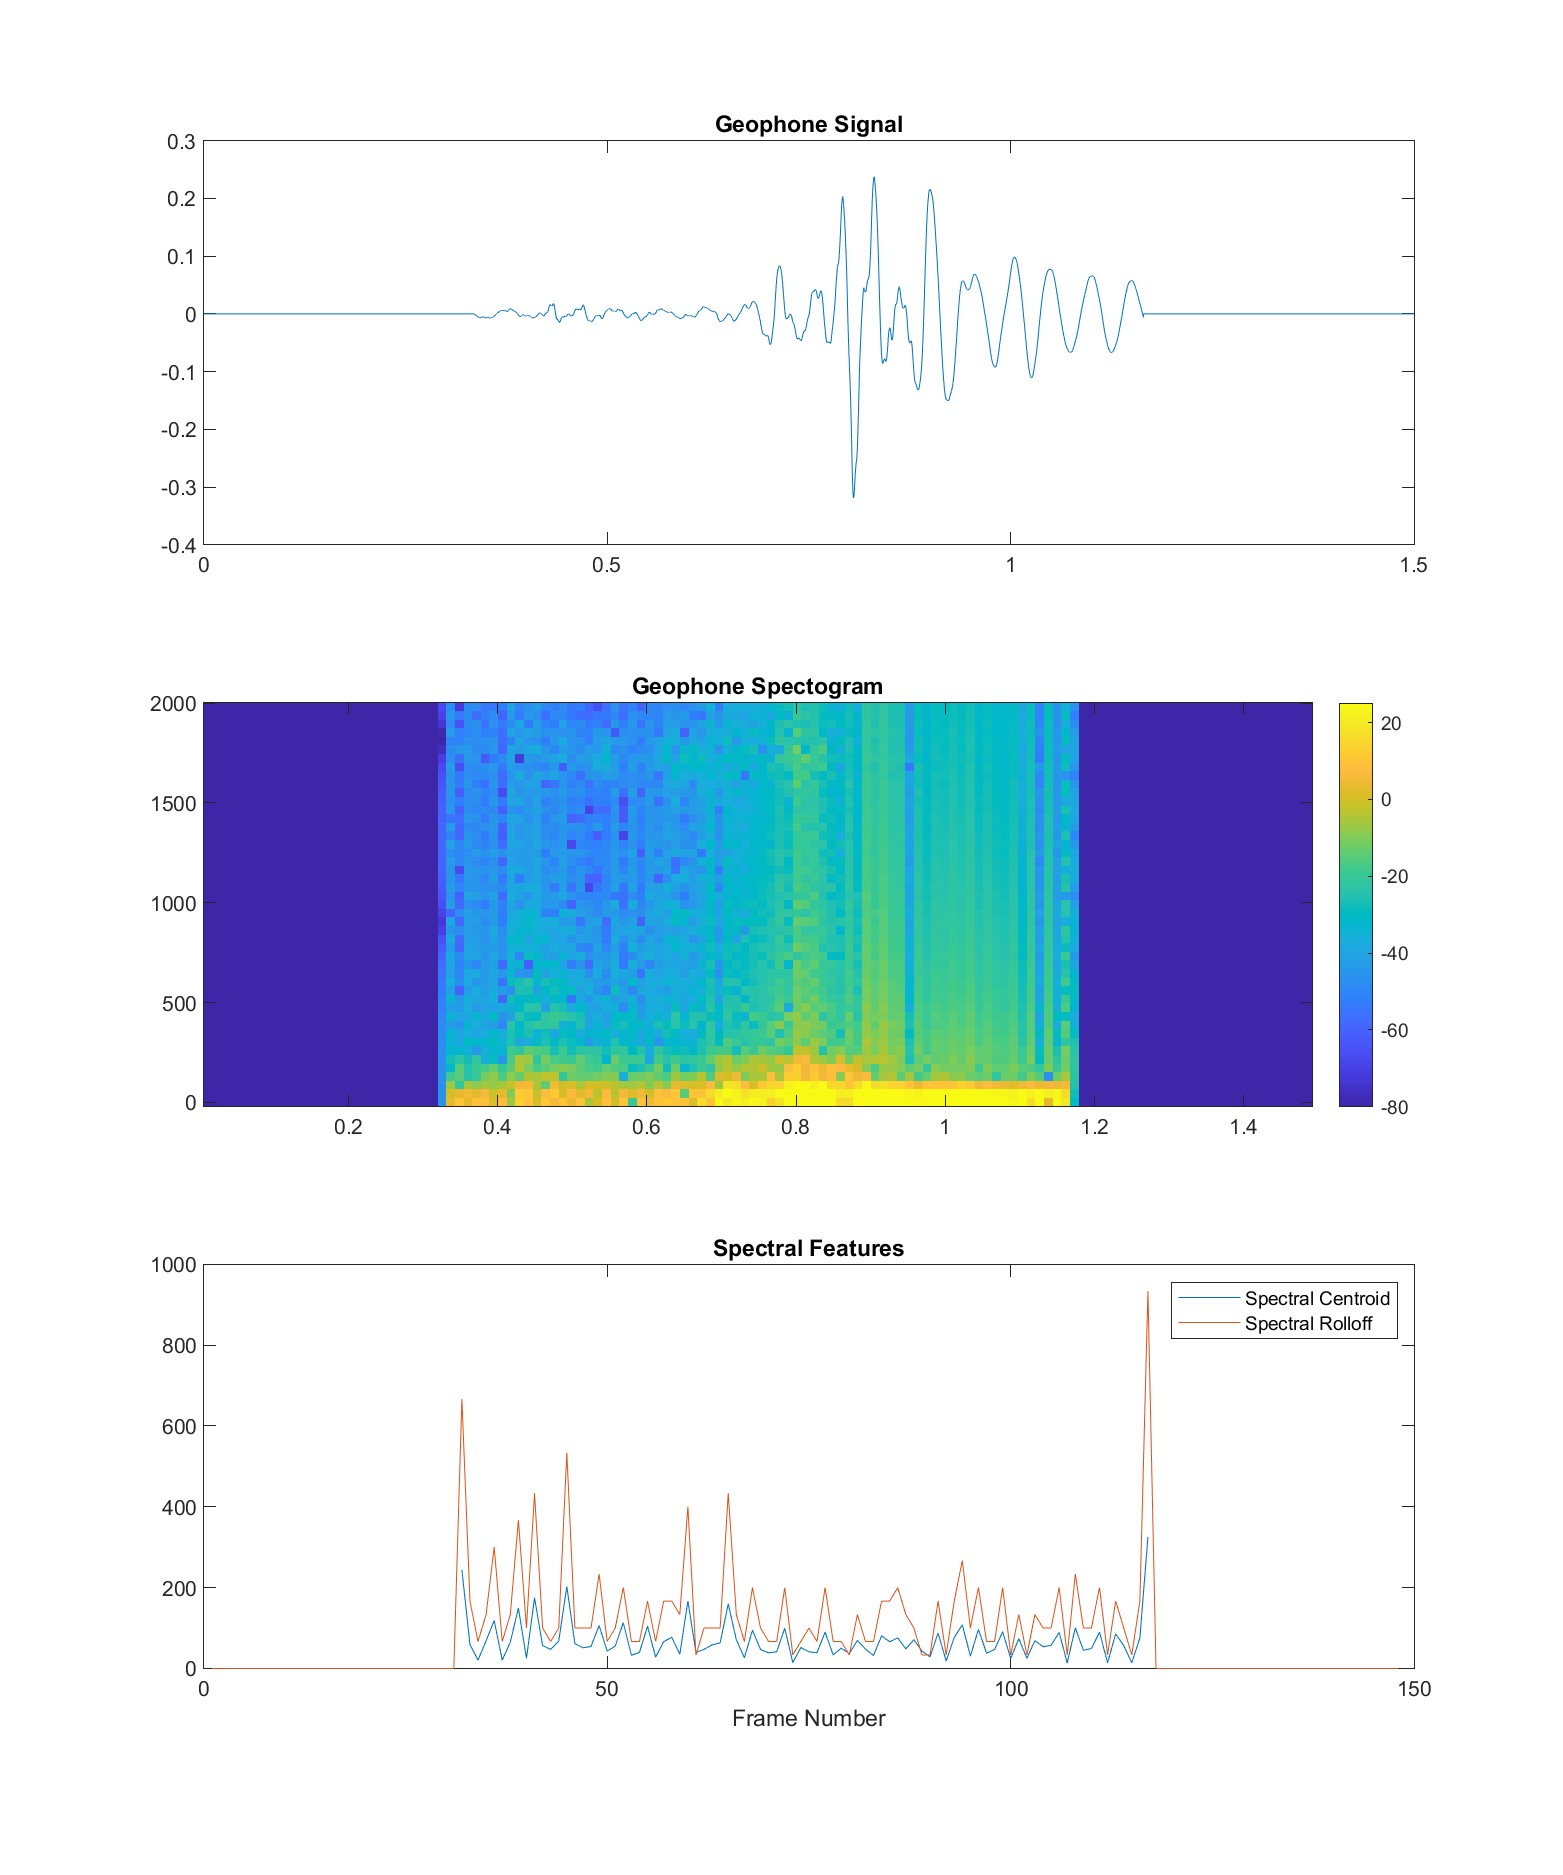 Geophone Signal
0.3
0.2
0.1
0
-0.1
-0.2
-0.3
-0.4
0 0.5 1 1.5
Geophone Spectogram
2000
1500
1000
500
0
0.2 0.4 0.6 0.8 1 1.2 1.4
20
0
-20
-40
-60
-80
Spectral Features
1000
800
600
400
200
0
Spectral Centroid
Spectral Rolloff
0 50 100 150
Frame Number